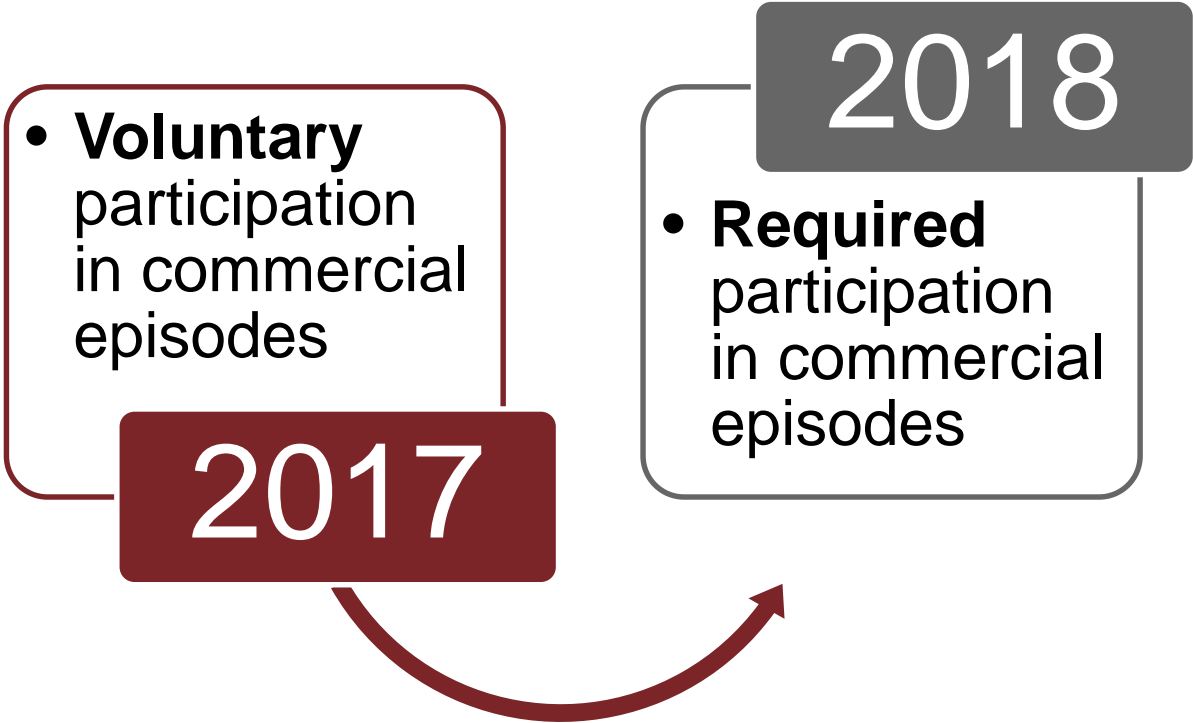 • Voluntary
participation
in commercial
episodes
2017
2018
• Required
participation
in commercial
episodes